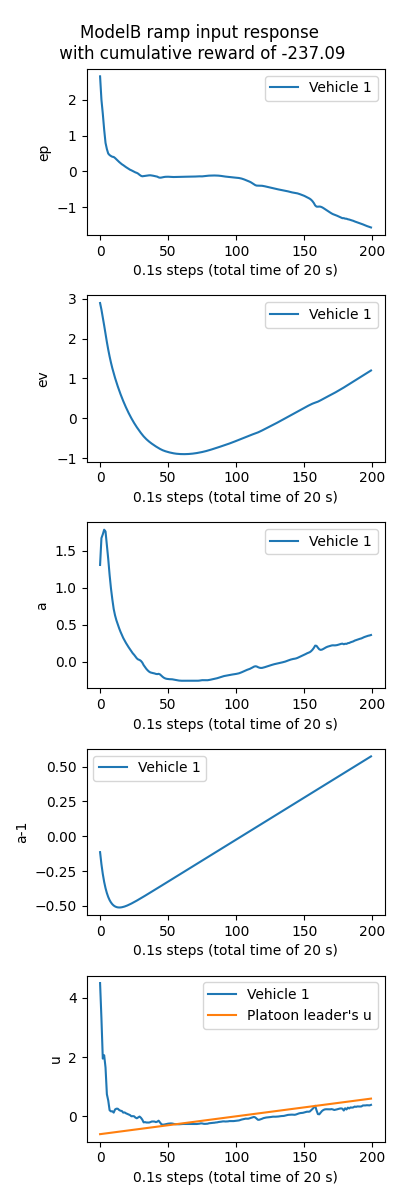 ModelB ramp input response
with cumulative reward of -237.09
Vehicle 1
ep
2
1
0
−1
0 50 100 150 200
0.1s steps (total time of 20 s)
Vehicle 1
ev
3
2
1
0
−1
0 50 100 150 200
0.1s steps (total time of 20 s)
Vehicle 1
a
1.5
1.0
0.5
0.0
0 50 100 150 200
0.1s steps (total time of 20 s)
Vehicle 1
a-1
0.50
0.25
0.00
−0.25
−0.50
0 50 100 150 200
0.1s steps (total time of 20 s)
Vehicle 1
Platoon leader's u
u
4
2
0
0 50 100 150 200
0.1s steps (total time of 20 s)